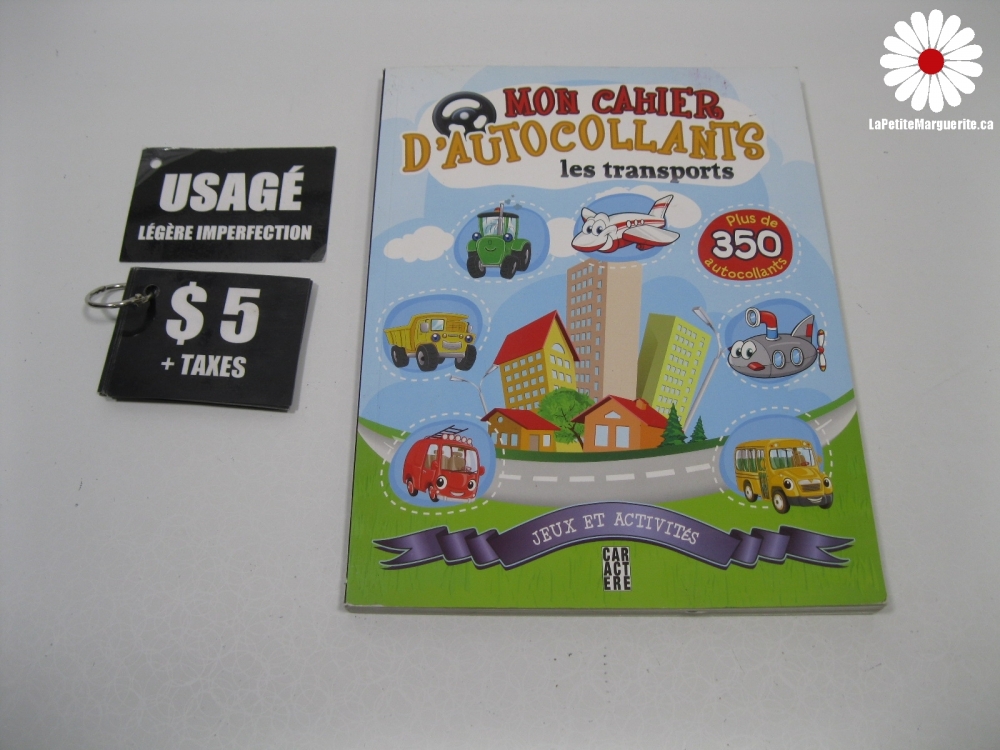 LaPetiteMarguerite.ca
USAGÉ
LÉGÈRE IMPERFECTION
$ 5
+ TAXES
MON CAHIER
D'AUTOCOLLANTS
les transports
Plus de
350
autocollants
JEUX ET ACTIVITÉS
CAR
ACT
ERE